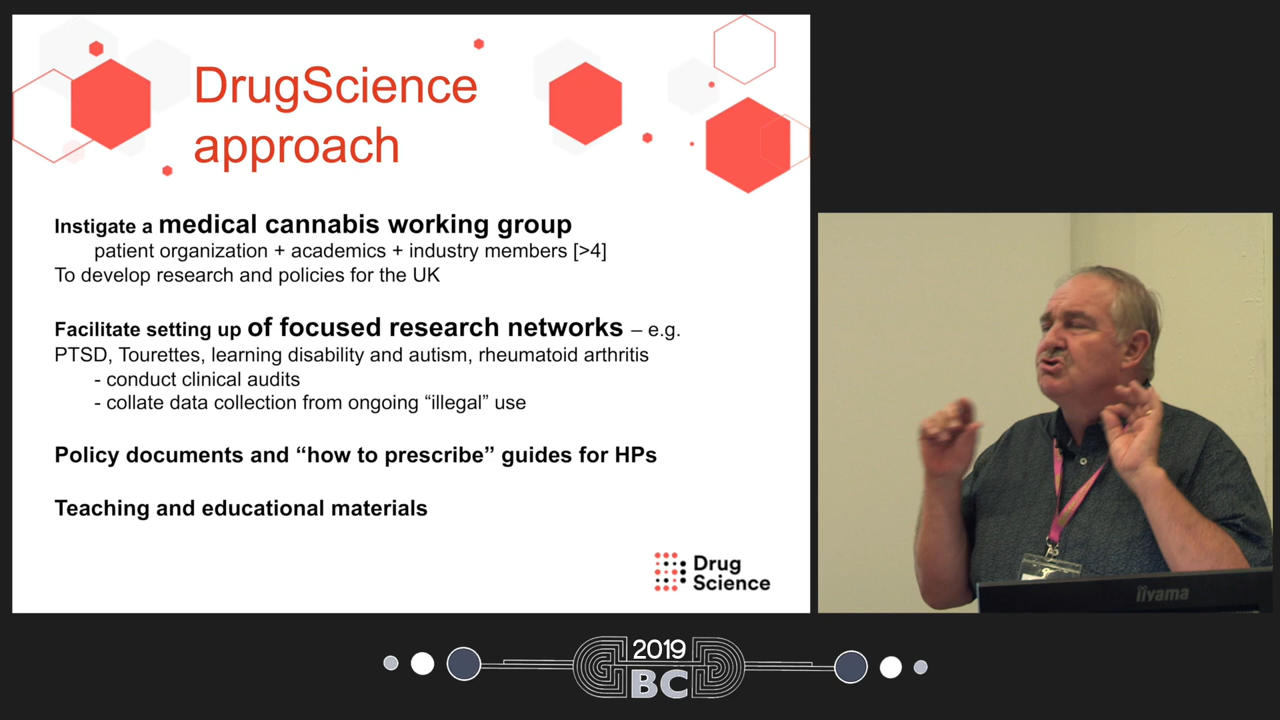 DrugScience
approach
Instigate a medical cannabis working group
patient organization + academics + industry members [>4]
To develop research and policies for the UK
Facilitate setting up of focused research networks – e.g.
PTSD, Tourettes, learning disability and autism, rheumatoid arthritis
- conduct clinical audits
- collate data collection from ongoing “illegal” use
Policy documents and “how to prescribe” guides for HPs
Teaching and educational materials
Drug
Science
iiyama
2019
BC